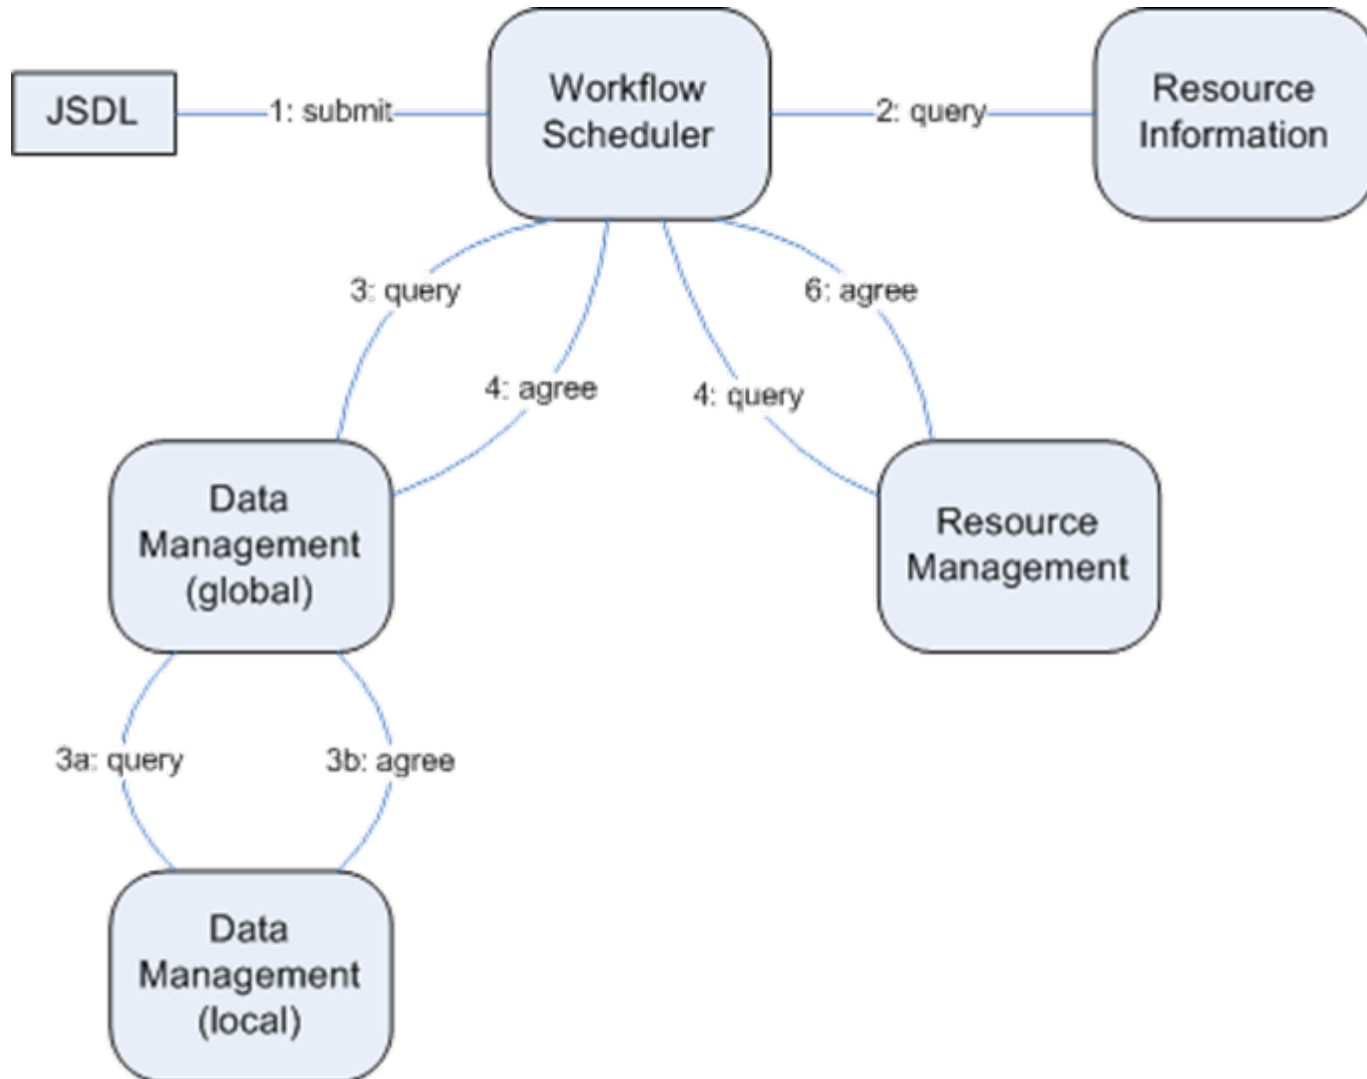 JSDL
1: submit
Workflow
Scheduler
2: query
Resource
Information
3: query
6: agree
4: agree
4: query
Data
Management
(global)
Resource
Management
3a: query
3b: agree
Data
Management
(local)